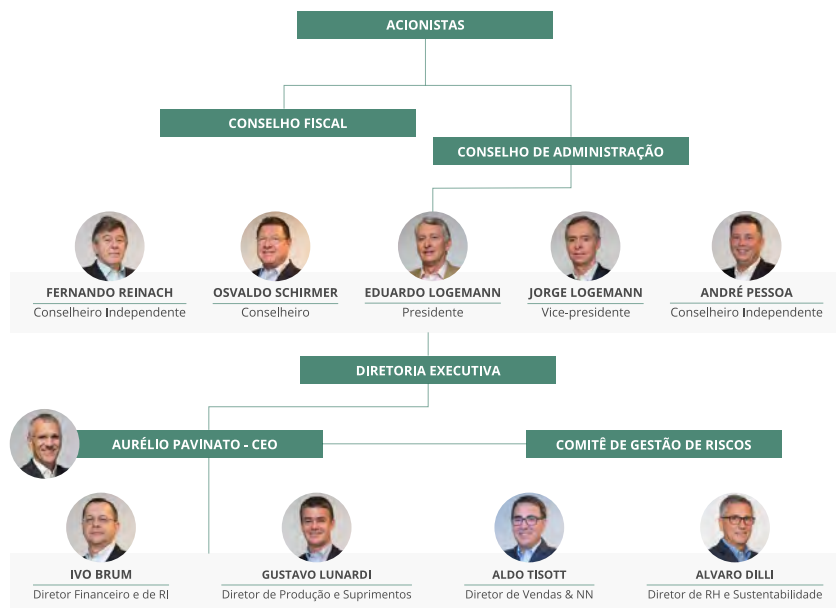 ACIONISTAS
CONSELHO FISCAL
CONSELHO DE ADMINISTRAÇÃO
FERNANDO REINACH
Conselheiro Independente
OSVALDO SCHIRMER
Conselheiro
EDUARDO LOGEMANN
Presidente
JORGE LOGEMANN
Vice-presidente
ANDRÉ PESSOA
Conselheiro Independente
DIRETORIA EXECUTIVA
AURÉLIO PAVINATO - CEO
COMITÊ DE GESTÃO DE RISCOS
IVO BRUM
Diretor Financeiro e de RI
GUSTAVO LUNARDI
Diretor de Produção e Suprimentos
ALDO TISOTT
Diretor de Vendas & NN
ALVARO DILLI
Diretor de RH e Sustentabilidade